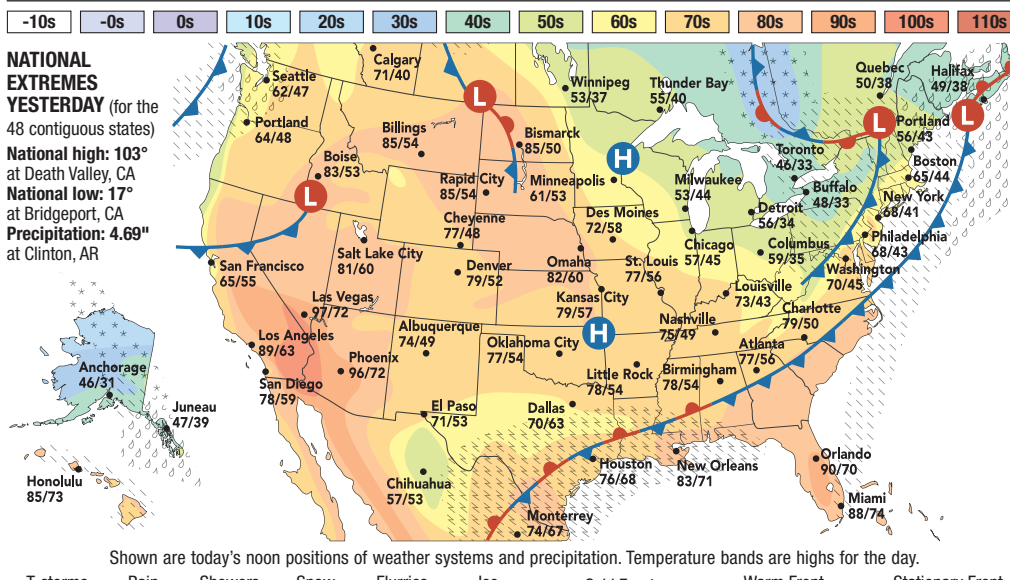 -10s -0s 0s 10s 20s 30s 40s 50s 60s 70s 80s 90s 100s 110s
NATIONAL
EXTREMES
YESTERDAY (for the
48 contiguous states)
National high: 103°
at Death Valley, CA
National low: 17°
at Bridgeport, CA
Precipitation: 4.69"
at Clinton, AR
Seattle
62/47
Calgary
71/40
Winnipeg
53/37
Thunder Bay
55/40
Quebec
50/38
Halifax
49/38
Portland
64/48
Billings
85/54
L
Bismarck
85/50
H
L
Portland
56/43
L
Boise
83/53
L
Rapid City
85/54
Minneapolis
61/53
Milwaukee
53/44
Toronto
46/33
Boston
65/44
Buffalo
48/33
New York
68/41
Cheyenne
77/48
Des Moines
72/58
Detroit
56/34
Philadelphia
68/43
Salt Lake City
81/60
Chicago
57/45
Columbus
59/35
San Francisco
65/55
Denver
79/52
Omaha
82/60
St. Louis
77/56
Washington
70/45
Las Vegas
97/72
Kansas City
79/57
Louisville
73/43
Los Angeles
89/63
Albuquerque
74/49
H
Oklahoma City
77/54
Nashville
75/49
Charlotte
79/50
Phoenix
96/72
Atlanta
77/56
Anchorage
46/31
San Diego
78/59
Little Rock
78/54
Birmingham
78/54
Juneau
47/39
El Paso
71/53
Dallas
70/63
Honolulu
85/73
Chihuahua
57/53
Houston
76/68
New Orleans
83/71
Orlando
90/70
Monterrey
74/67
Miami
88/74
Shown are today's noon positions of weather systems and precipitation. Temperature bands are highs for the day.
T-storms Rain Showers Snow Flurries Ice Cold Front Warm Front Stationary Front